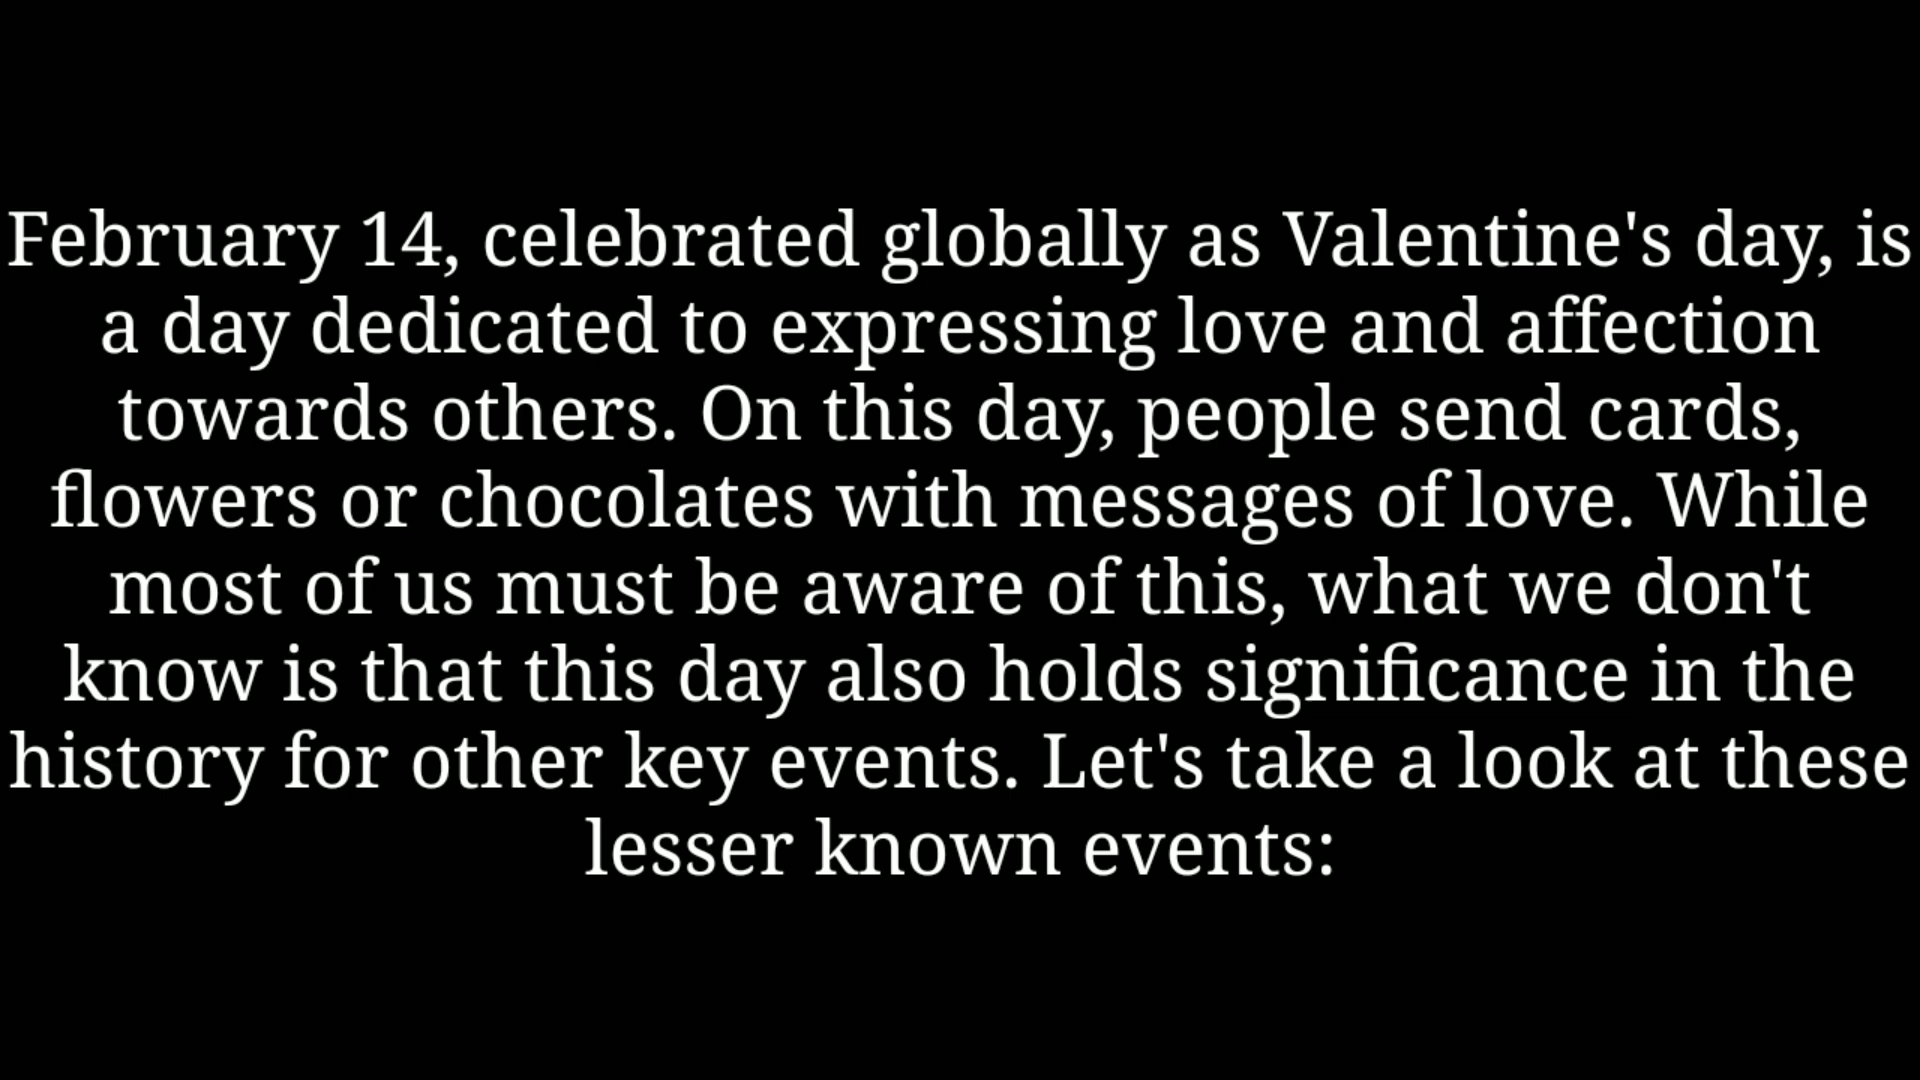 February 14, celebrated globally as Valentine's day, is
a day dedicated to expressing love and affection
towards others. On this day, people send cards,
flowers or chocolates with messages of love. While
most of us must be aware of this, what we don't
know is that this day also holds significance in the
history for other key events. Let's take a look at these
lesser known events: